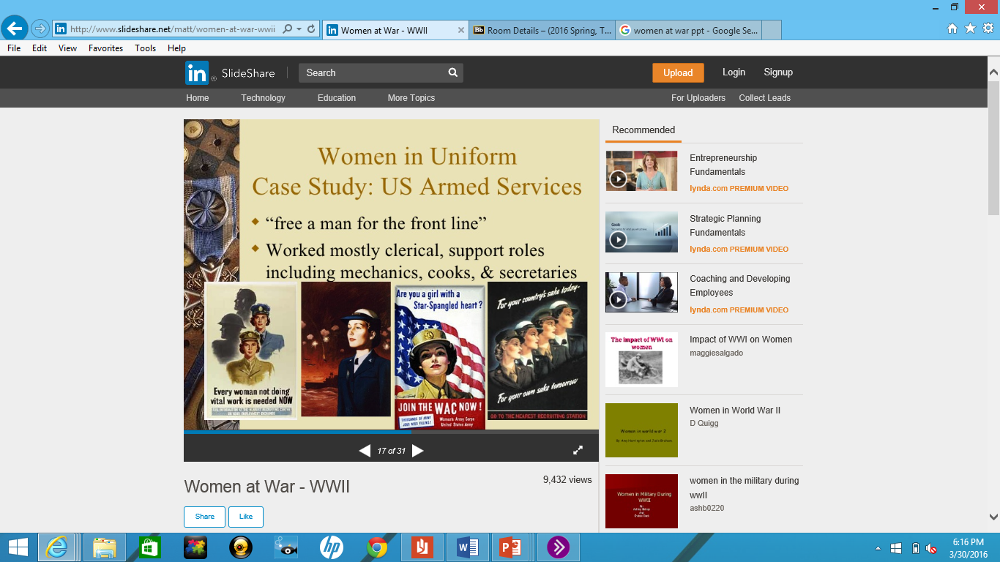 http://www.slideshare.net/matt/women-at-war-wwii
Women at War - WWII
Bb Room Details – (2016 Spring, T...
women at war ppt - Google Se...
File Edit View Favorites Tools Help
in SlideShare
Search
Upload
Login
Signup
Home Technology Education More Topics
For Uploaders Collect Leads
Women in Uniform
Case Study: US Armed Services
“free a man for the front line”
Worked mostly clerical, support roles
including mechanics, cooks, & secretaries
Every woman not doing
vital work is needed NOW
Are you a girl with a
Star-Spangled heart?
JOIN THE WAC NOW!
THOUSANDS OF ARMY
JOBS NEED FILLING!
Women's Army Corps
United States Army
For your country's sake today-
For your own sake tomorrow
GO TO THE NEAREST RECRUITING STATION
17 of 31
Women at War - WWII
9,432 views
Share
Like
Recommended
Entrepreneurship
Fundamentals
lynda.com PREMIUM VIDEO
Goals
Strategic Planning
Fundamentals
lynda.com PREMIUM VIDEO
Coaching and Developing
Employees
lynda.com PREMIUM VIDEO
The impact of WWI on
women
Impact of WWI on Women
maggiesalgado
Women in world war 2
Women in World War II
D Quigg
Women in Military During
WWII
By:
And
women in the military during
wwII
ashb0220
hp
W
P
6:16 PM
3/30/2016